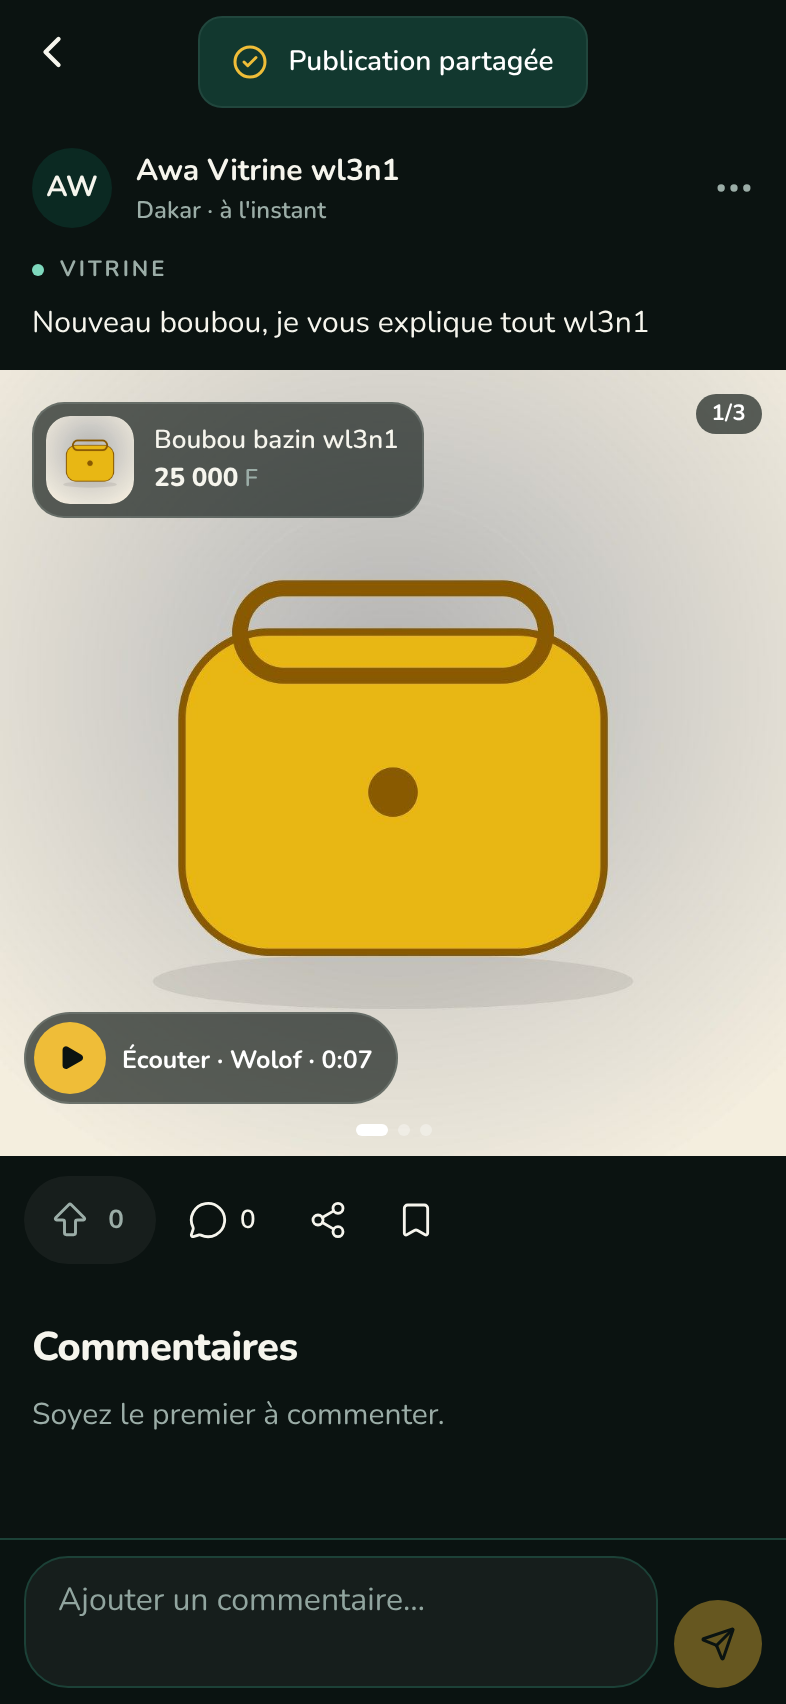 Publication partagée
AW
Awa Vitrine wl3n1
Dakar · à l'instant
VITRINE
Nouveau boubou, je vous explique tout wl3n1
Boubou bazin wl3n1
25 000 F
1/3
Écouter · Wolof · 0:07
0
0
Commentaires
Soyez le premier à commenter.
Ajouter un commentaire...